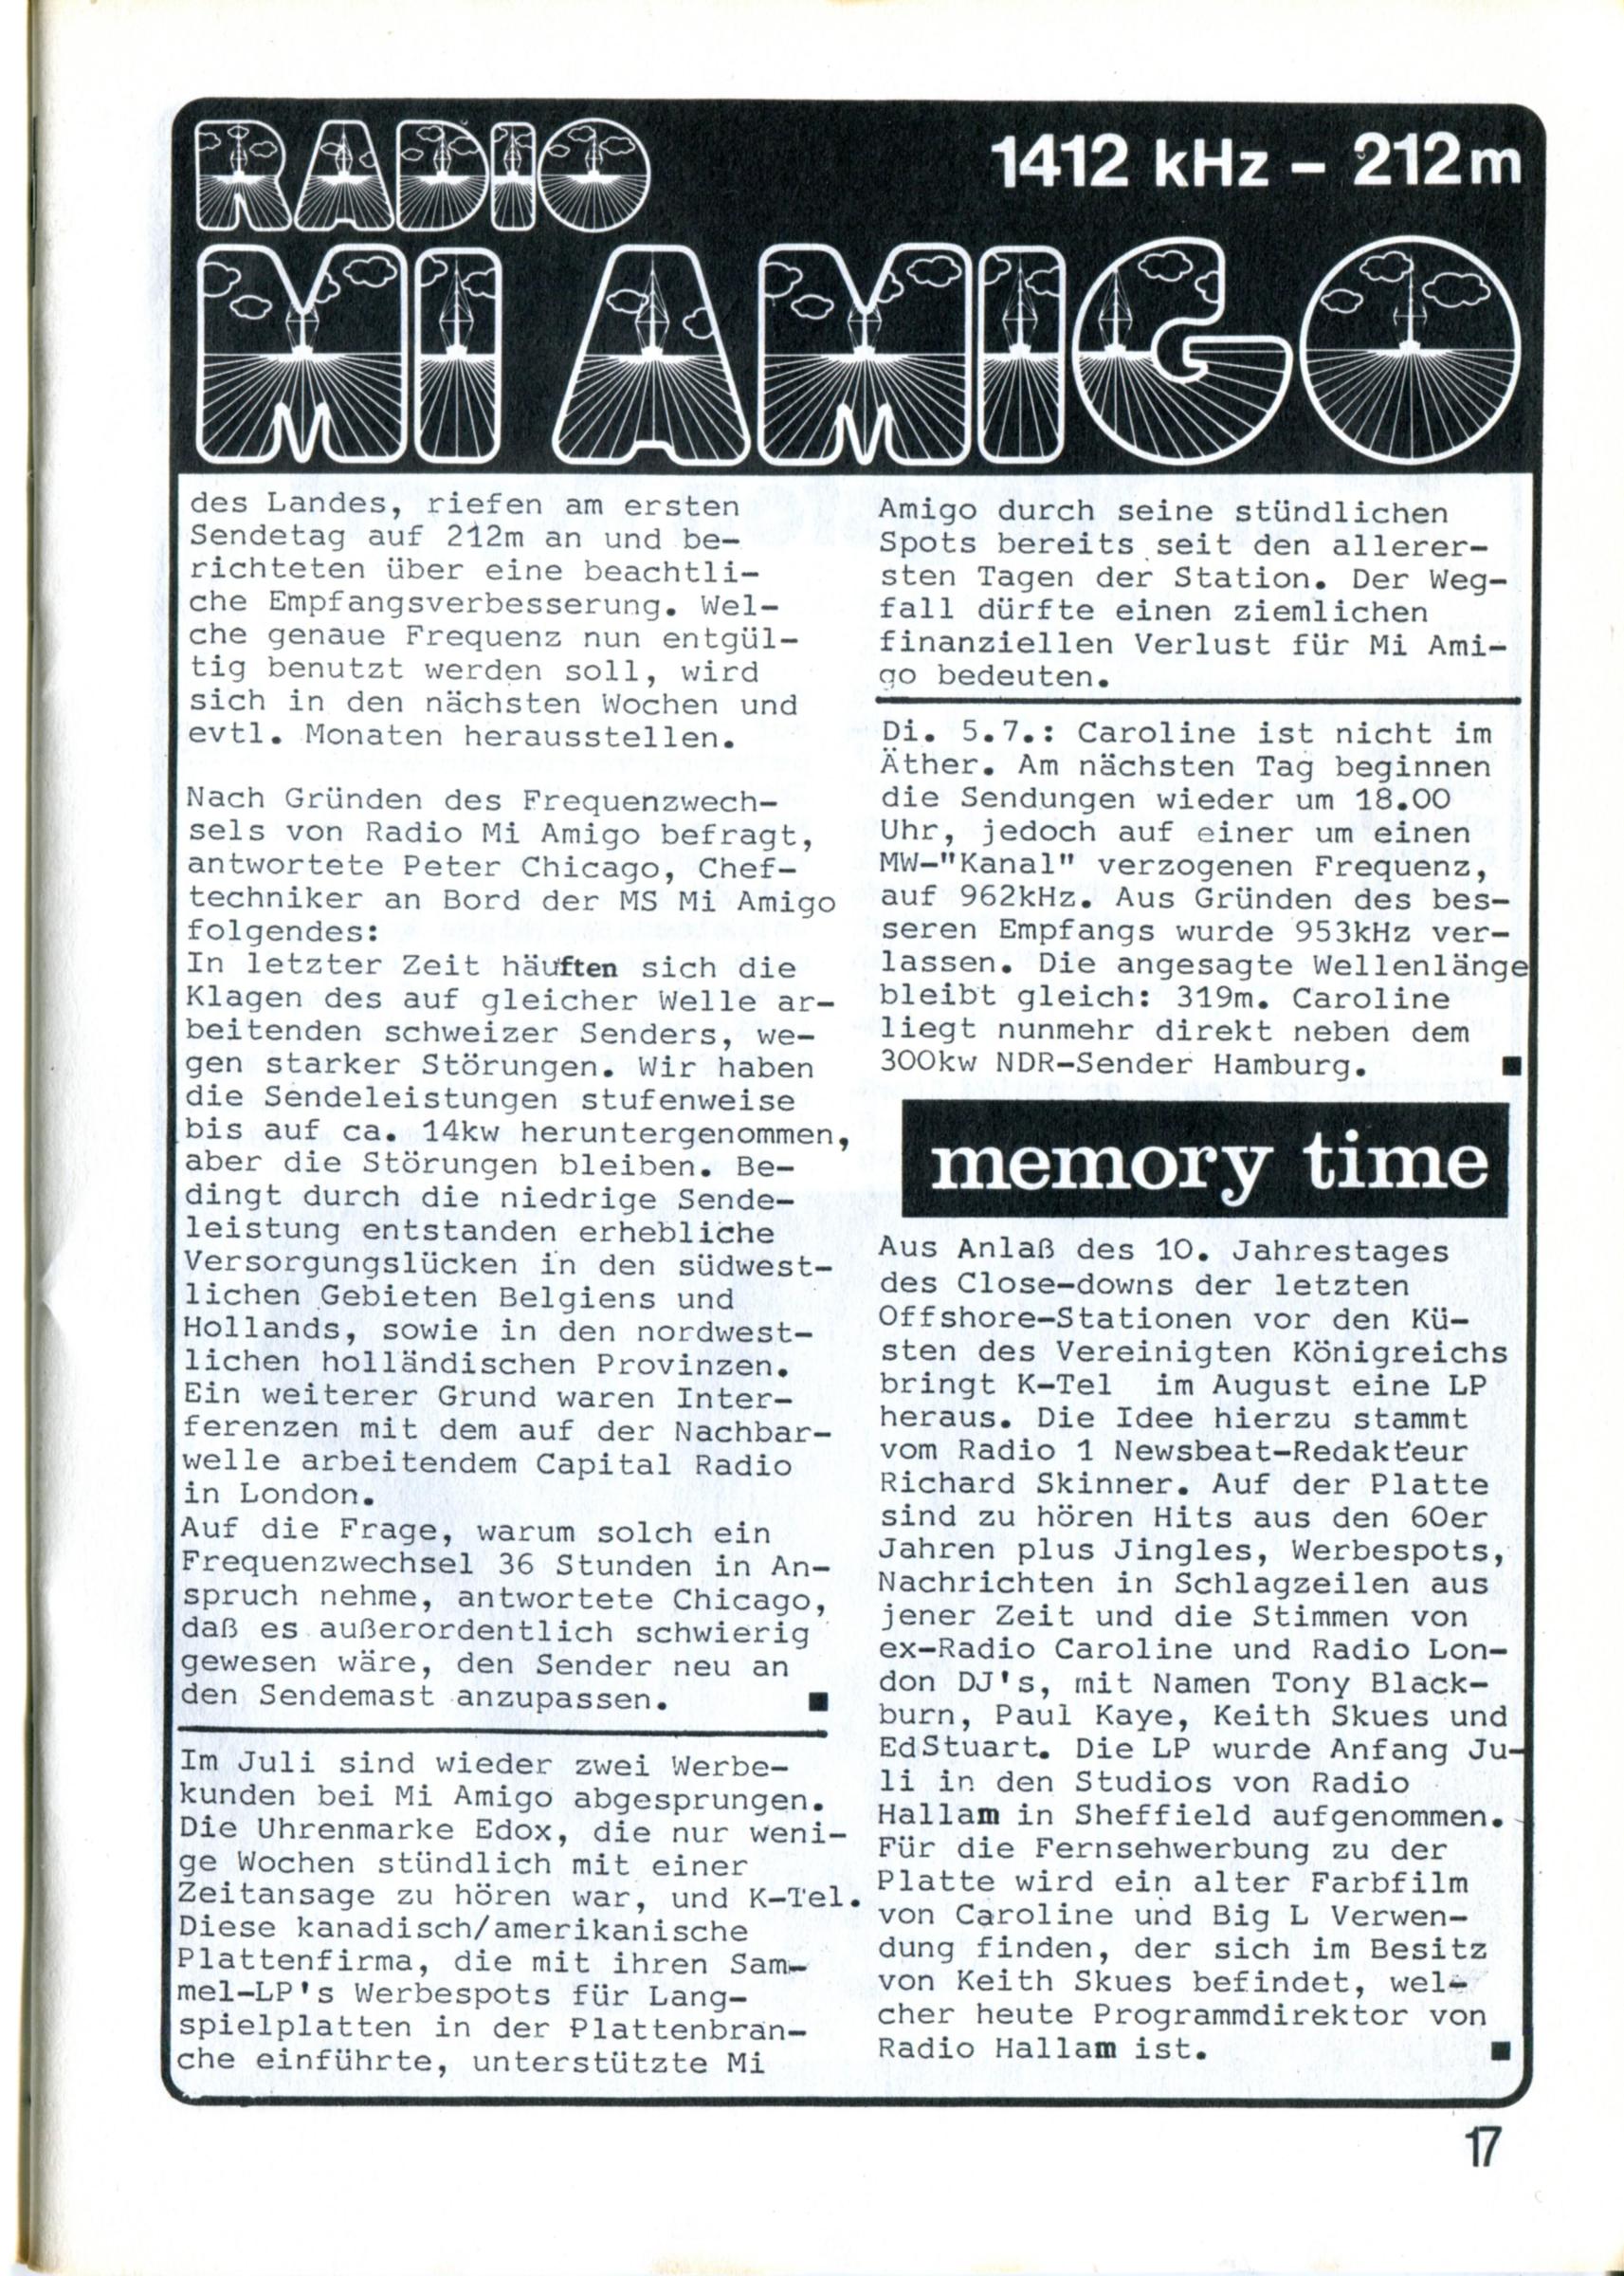 RADIO
1412 kHz – 212m
MI AMIGO
des Landes, riefen am ersten
Sendetag auf 212m an und be-
richteten über eine beachtli-
che Empfangsverbesserung. Wel-
che genaue Frequenz nun entgül-
tig benutzt werden soll, wird
sich in den nächsten Wochen und
evtl. Monaten herausstellen.
Nach Gründen des Frequenzwech-
sels von Radio Mi Amigo befragt,
antwortete Peter Chicago, Chef-
techniker an Bord der MS Mi Amigo
folgendes:
In letzter Zeit häuften sich die
Klagen des auf gleicher Welle ar-
beitenden schweizer Senders, we-
gen starker Störungen. Wir haben
die Sendeleistungen stufenweise
bis auf ca. 14kw heruntergenommen,
aber die Störungen bleiben. Be-
dingt durch die niedrige Sende-
leistung entstanden erhebliche
Versorgungslücken in den südwest-
lichen Gebieten Belgiens und
Hollands, sowie in den nordwest-
lichen holländischen Provinzen.
Ein weiterer Grund waren Inter-
ferenzen mit dem auf der Nachbar-
welle arbeitendem Capital Radio
in London.
Auf die Frage, warum solch ein
Frequenzwechsel 36 Stunden in An-
spruch nehme, antwortete Chicago,
daß es außerordentlich schwierig
gewesen wäre, den Sender neu an
den Sendemast anzupassen. ■
Im Juli sind wieder zwei Werbe-
kunden bei Mi Amigo abgesprungen.
Die Uhrenmarke Edox, die nur weni-
ge Wochen stündlich mit einer
Zeitansage zu hören war, und K-Tel.
Diese kanadisch/amerikanische
Plattenfirma, die mit ihren Sam-
mel-LP's Werbespots für Lang-
spielplatten in der Plattenbran-
che einführte, unterstützte Mi
Amigo durch seine stündlichen
Spots bereits seit den allerer-
sten Tagen der Station. Der Weg-
fall dürfte einen ziemlichen
finanziellen Verlust für Mi Ami-
go bedeuten.
Di. 5.7.: Caroline ist nicht im
Äther. Am nächsten Tag beginnen
die Sendungen wieder um 18.00
Uhr, jedoch auf einer um einen
MW-"Kanal" verzogenen Frequenz,
auf 962kHz. Aus Gründen des bes-
seren Empfangs wurde 953kHz ver-
lassen. Die angesagte Wellenlänge
bleibt gleich: 319m. Caroline
liegt nunmehr direkt neben dem
300kw NDR-Sender Hamburg. ■
memory time
Aus Anlaß des 10. Jahrestages
des Close-downs der letzten
Offshore-Stationen vor den Kü-
sten des Vereinigten Königreichs
bringt K-Tel im August eine LP
heraus. Die Idee hierzu stammt
vom Radio 1 Newsbeat-Redakteur
Richard Skinner. Auf der Platte
sind zu hören Hits aus den 60er
Jahren plus Jingles, Werbespots,
Nachrichten in Schlagzeilen aus
jener Zeit und die Stimmen von
ex-Radio Caroline und Radio Lon-
don DJ's, mit Namen Tony Black-
burn, Paul Kaye, Keith Skues und
EdStuart. Die LP wurde Anfang Ju-
li in den Studios von Radio
Hallam in Sheffield aufgenommen.
Für die Fernsehwerbung zu der
Platte wird ein alter Farbfilm
von Caroline und Big L Verwen-
dung finden, der sich im Besitz
von Keith Skues befindet, wel-
cher heute Programmdirektor von
Radio Hallam ist. ■
17